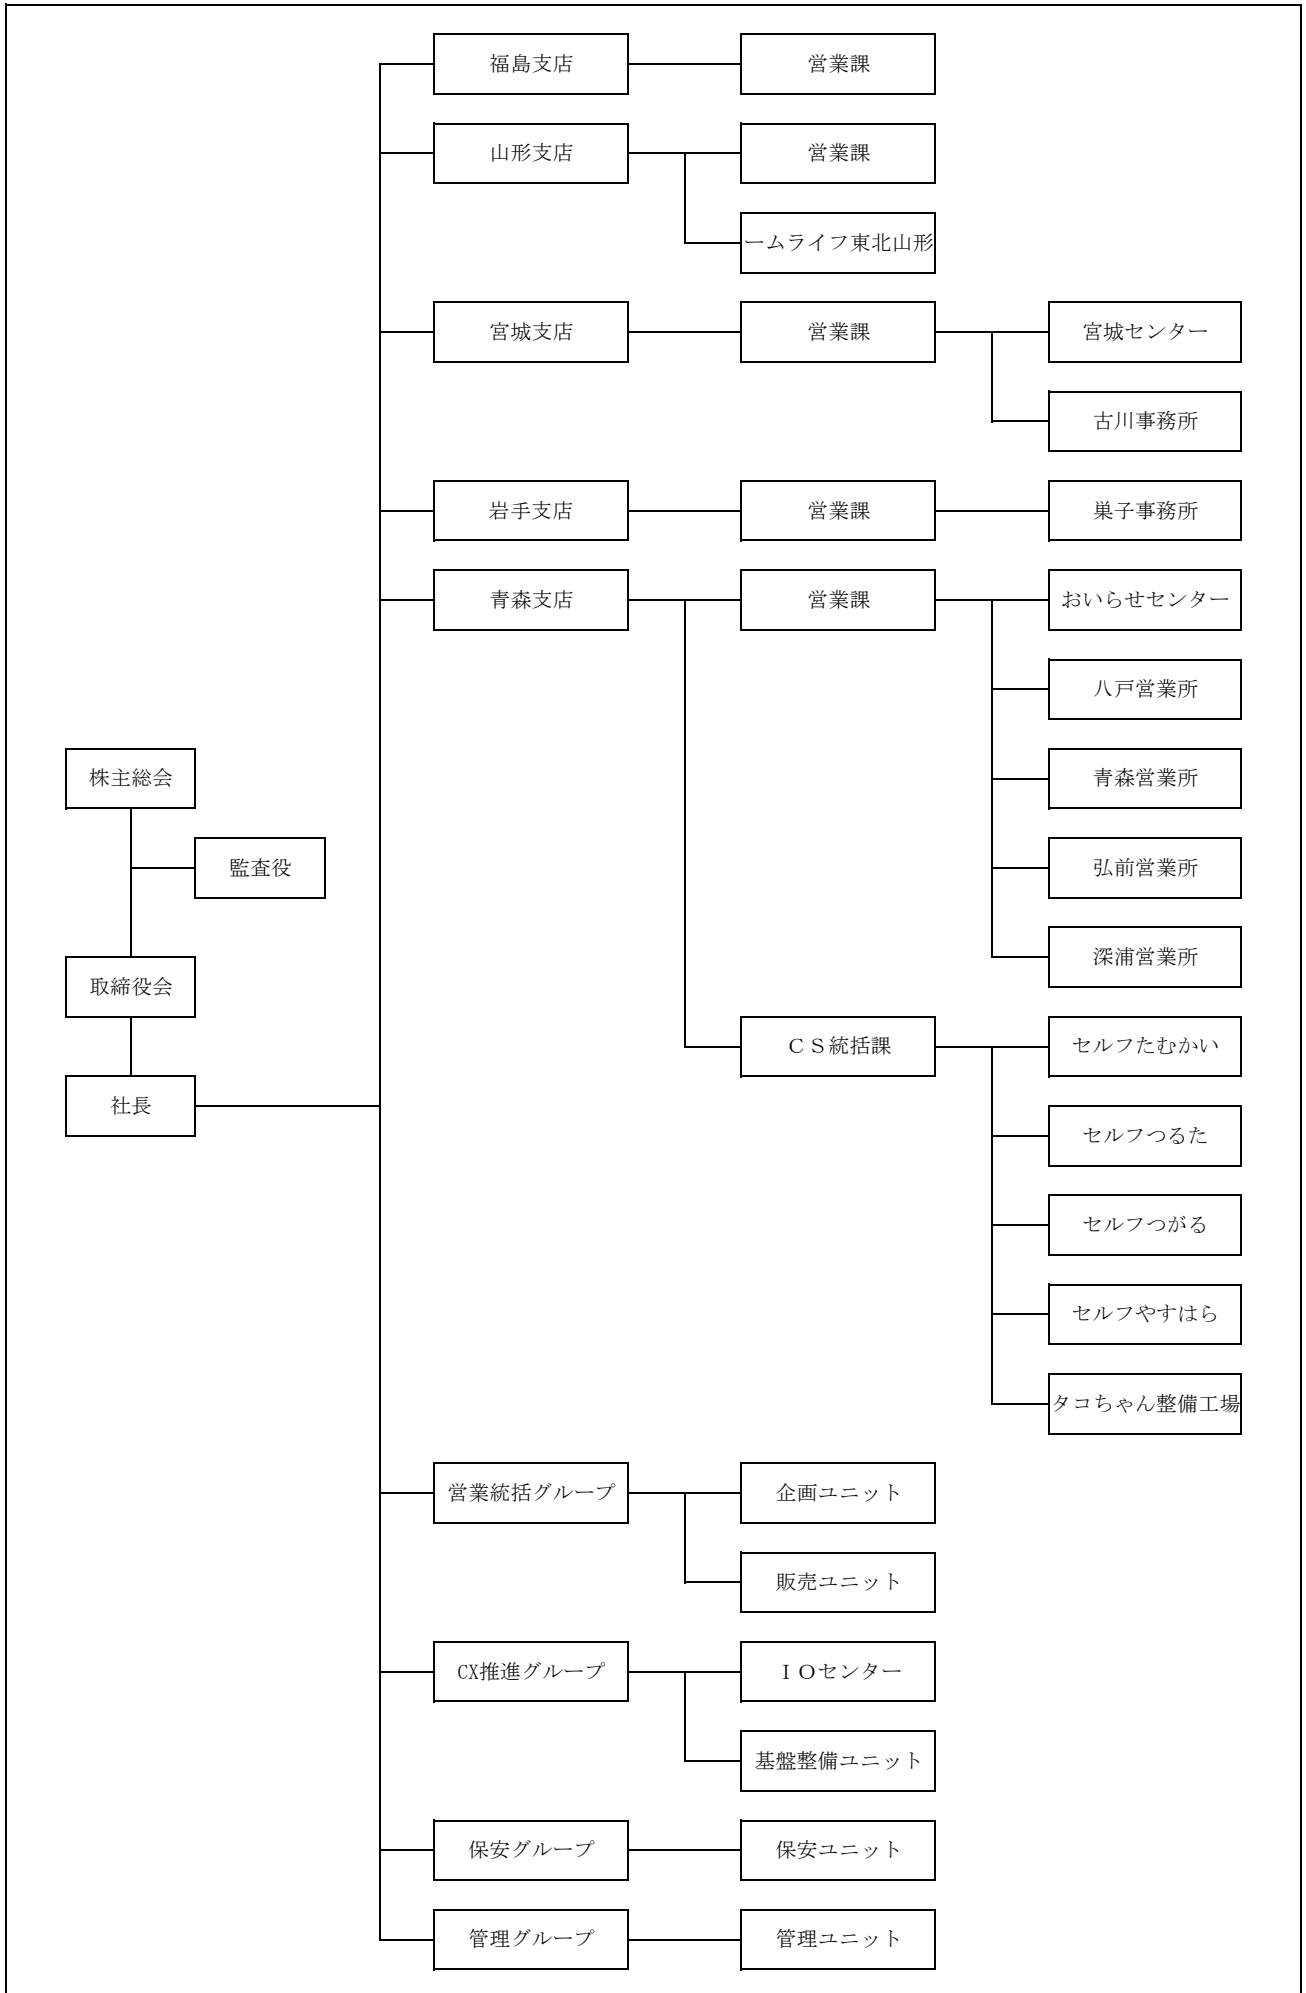 福島支店
営業課
山形支店
営業課
ームライフ東北山形
宮城支店
営業課
宮城センター
古川事務所
岩手支店
営業課
巣子事務所
青森支店
営業課
おいらせセンター
八戸営業所
青森営業所
弘前営業所
深浦営業所
株主総会
監査役
取締役会
社長
ＣＳ統括課
セルフたむかい
セルフつるた
セルフつがる
セルフやすはら
タコちゃん整備工場
営業統括グループ
企画ユニット
販売ユニット
CX推進グループ
ＩＯセンター
基盤整備ユニット
保安グループ
保安ユニット
管理グループ
管理ユニット